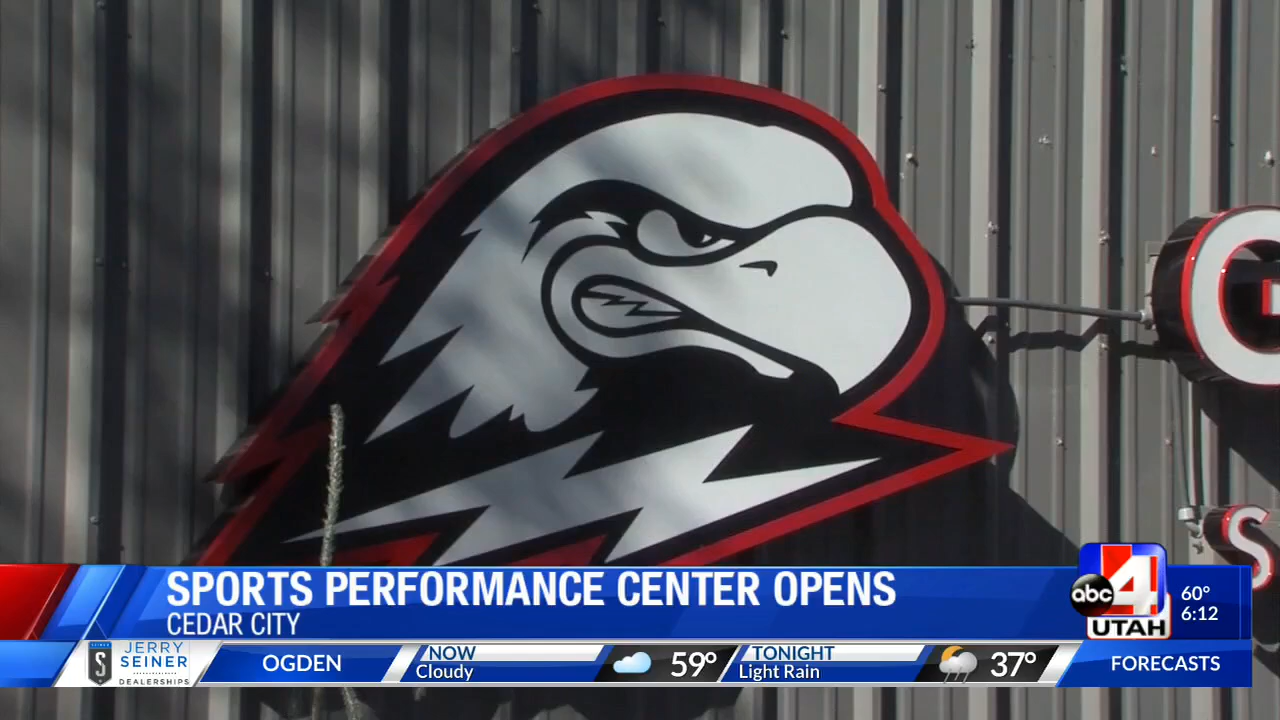 G
S
SPORTS PERFORMANCE CENTER OPENS
CEDAR CITY
abc 4
UTAH
60°
6:12
SEINER
S
JERRY
SEINER
DEALERSHIPS
OGDEN
NOW
Cloudy
59°
TONIGHT
Light Rain
37°
FORECASTS